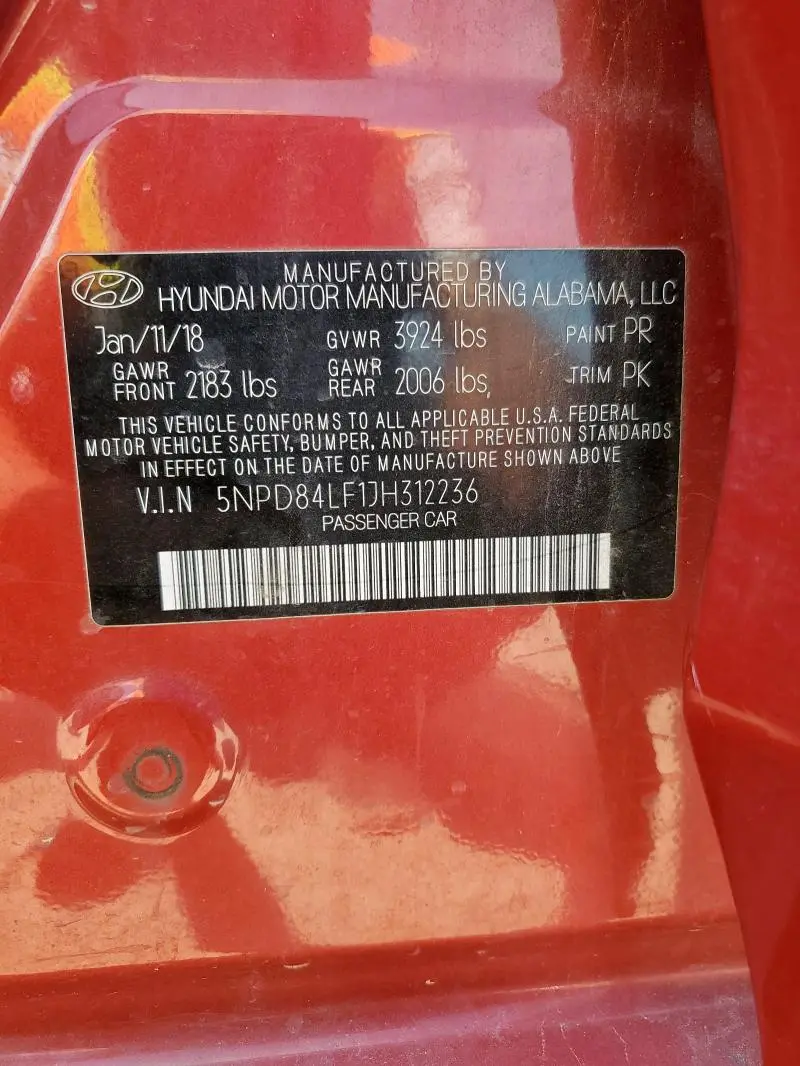 MANUFACTURED BY
HYUNDAI MOTOR MANUFACTURING ALABAMA, LLC
Jan/11/18 GVWR 3924 lbs PAINT PR
GAWR FRONT 2183 lbs GAWR REAR 2006 lbs, TRIM PK
THIS VEHICLE CONFORMS TO ALL APPLICABLE U.S.A. FEDERAL
MOTOR VEHICLE SAFETY, BUMPER, AND THEFT PREVENTION STANDARDS
IN EFFECT ON THE DATE OF MANUFACTURE SHOWN ABOVE
V.I.N 5NPD84LF1JH312236
PASSENGER CAR